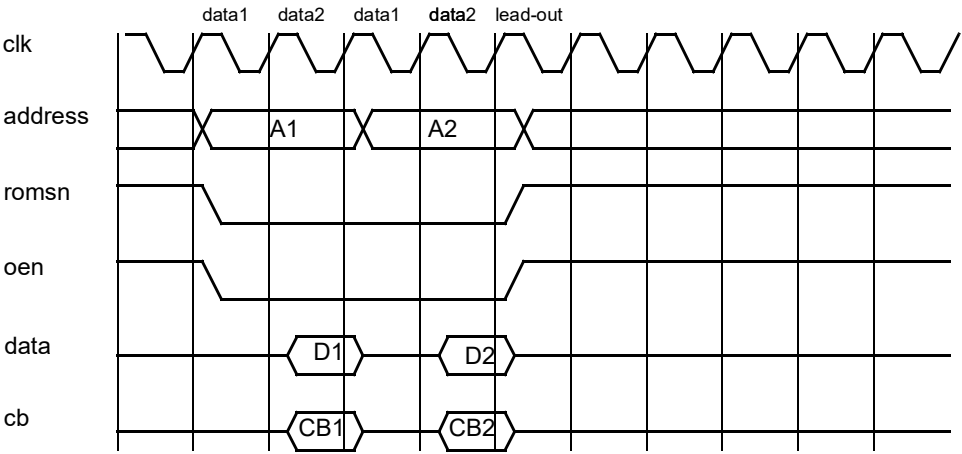 data1 data2 data1 data2 lead-out
clk
address A1 A2
romsn
oen
data D1 D2
cb CB1 CB2